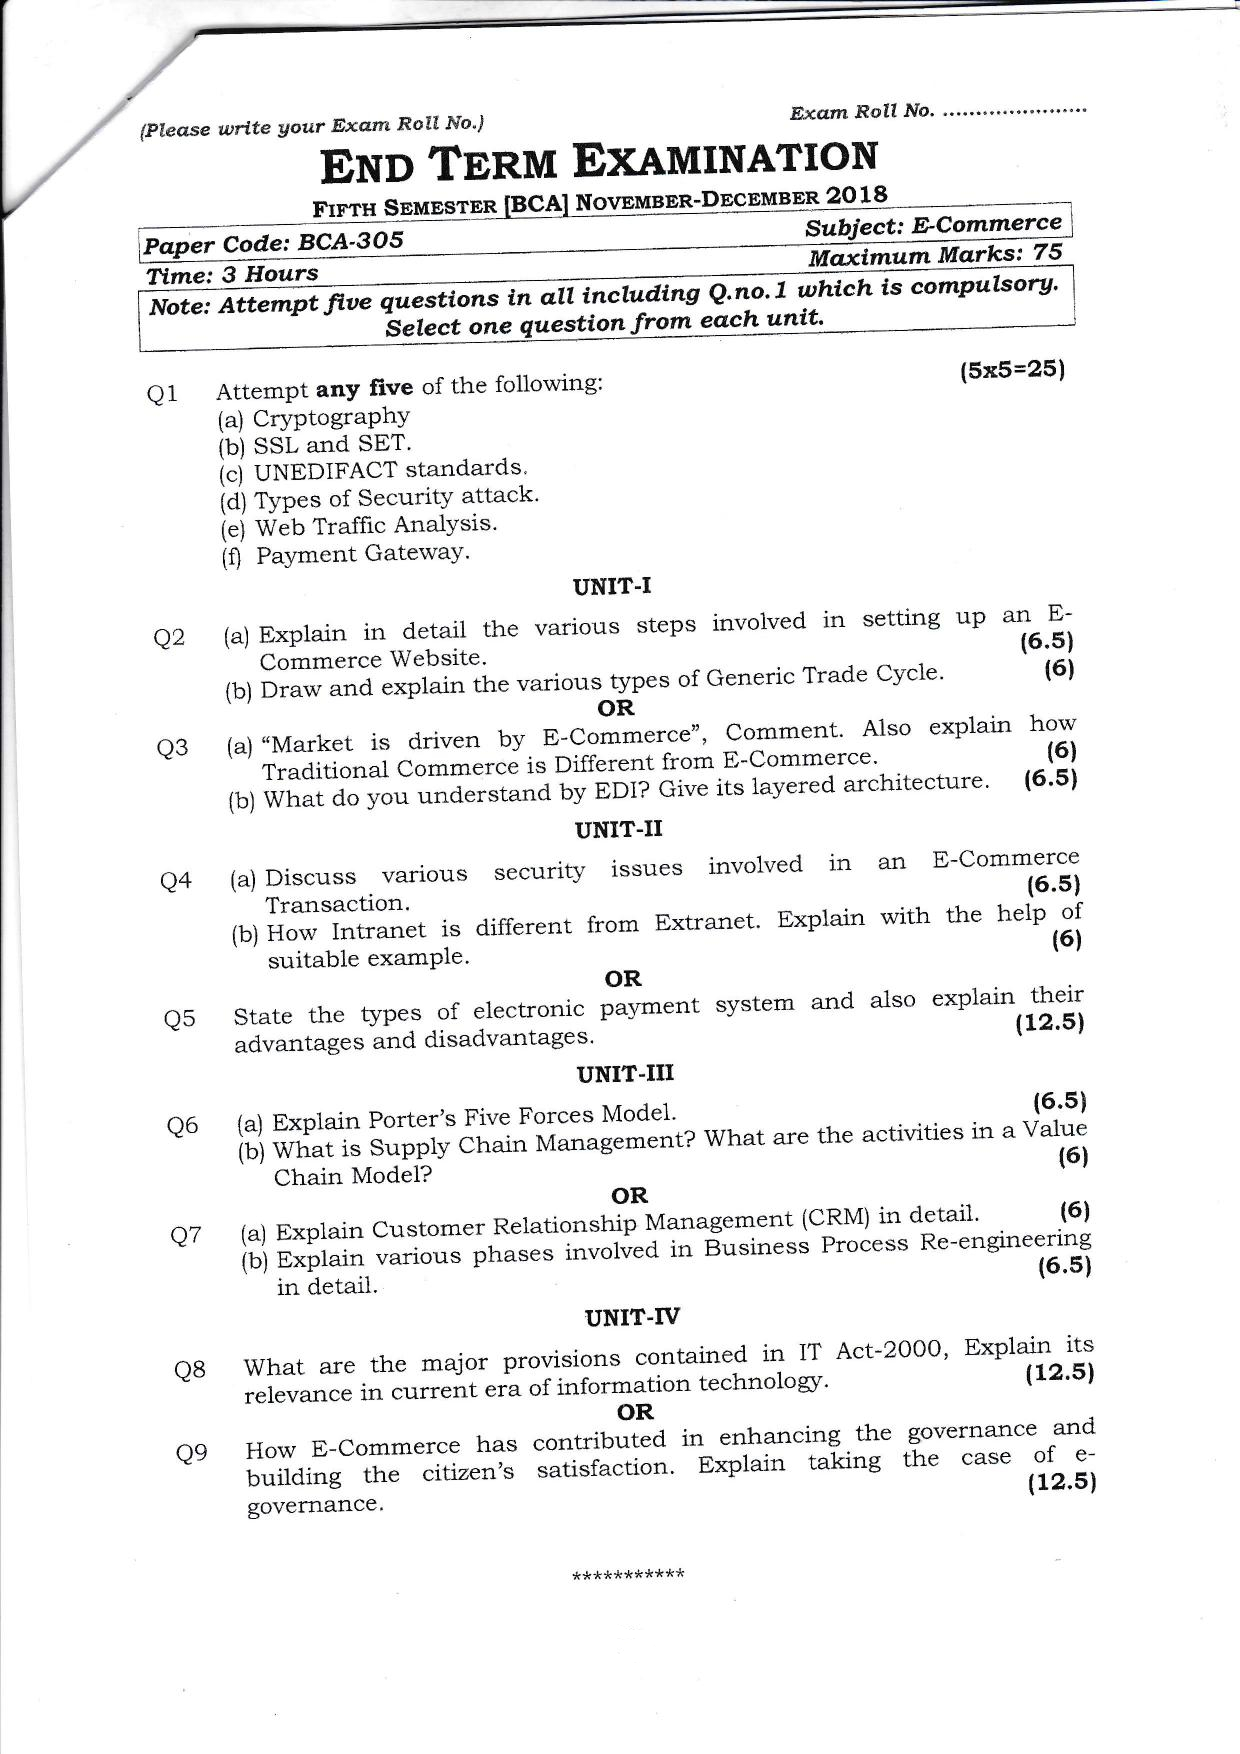 (Please write your Exam Roll No.) Exam Roll No. ......................
END TERM EXAMINATION
FIFTH SEMESTER [BCA] NOVEMBER-DECEMBER 2018
Paper Code: BCA-305 Subject: E-Commerce
Time: 3 Hours Maximum Marks: 75
Note: Attempt five questions in all including Q.no.1 which is compulsory.
Select one question from each unit.
Q1 Attempt any five of the following: (5x5=25)
(a) Cryptography
(b) SSL and SET.
(c) UNEDIFACT standards.
(d) Types of Security attack.
(e) Web Traffic Analysis.
(f) Payment Gateway.
UNIT-I
Q2 (a) Explain in detail the various steps involved in setting up an E-
Commerce Website. (6.5)
(b) Draw and explain the various types of Generic Trade Cycle. (6)
OR
Q3 (a) “Market is driven by E-Commerce”, Comment. Also explain how
Traditional Commerce is Different from E-Commerce. (6)
(b) What do you understand by EDI? Give its layered architecture. (6.5)
UNIT-II
Q4 (a) Discuss various security issues involved in an E-Commerce
Transaction. (6.5)
(b) How Intranet is different from Extranet. Explain with the help of
suitable example. (6)
OR
Q5 State the types of electronic payment system and also explain their
advantages and disadvantages. (12.5)
UNIT-III
Q6 (a) Explain Porter’s Five Forces Model. (6.5)
(b) What is Supply Chain Management? What are the activities in a Value
Chain Model? (6)
OR
Q7 (a) Explain Customer Relationship Management (CRM) in detail. (6)
(b) Explain various phases involved in Business Process Re-engineering
in detail. (6.5)
UNIT-IV
Q8 What are the major provisions contained in IT Act-2000, Explain its
relevance in current era of information technology. (12.5)
OR
Q9 How E-Commerce has contributed in enhancing the governance and
building the citizen’s satisfaction. Explain taking the case of e-
governance. (12.5)
***********